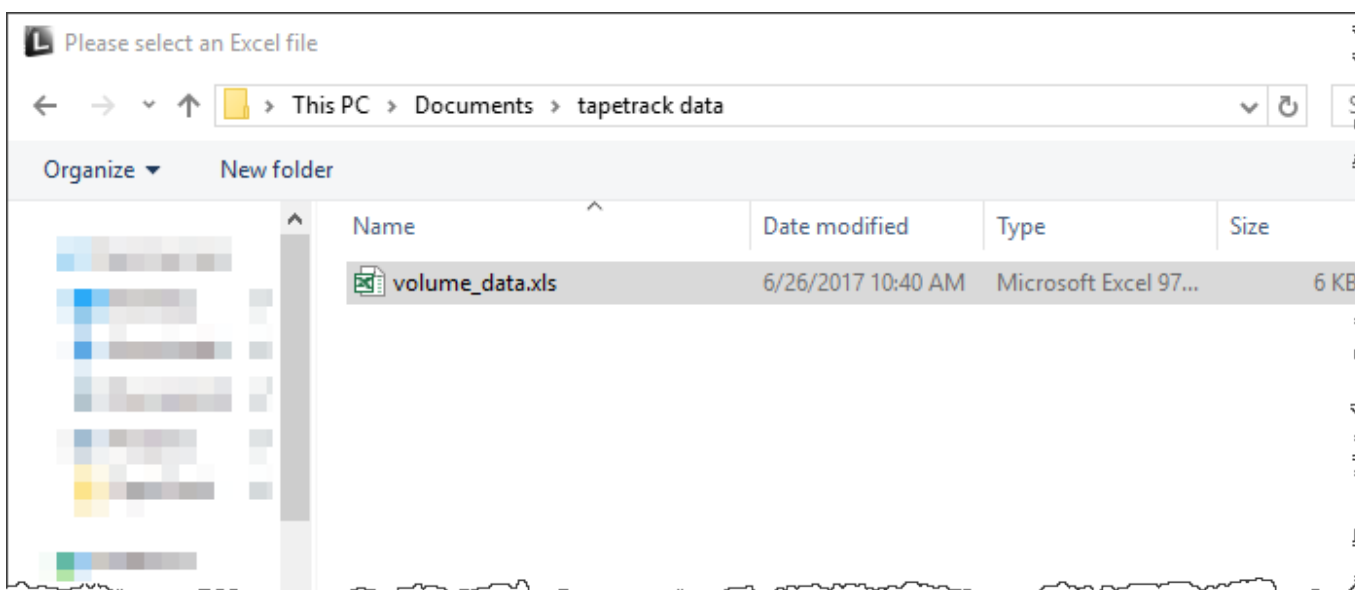 Please select an Excel file
This PC > Documents > tapetrack data
Organize New folder
Name Date modified Type Size
volume_data.xls 6/26/2017 10:40 AM Microsoft Excel 97... 6 KB